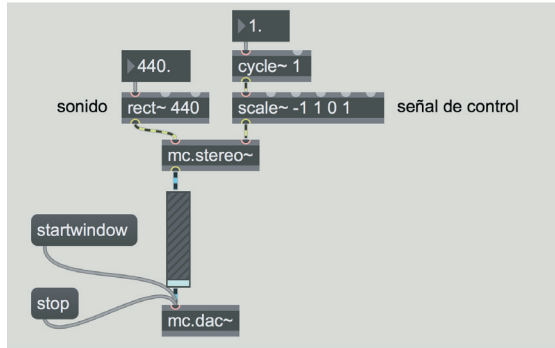 1.
440.
cycle~ 1
sonido
rect~ 440
scale~ -1 1 0 1
señal de control
mc.stereo~
startwindow
stop
mc.dac~